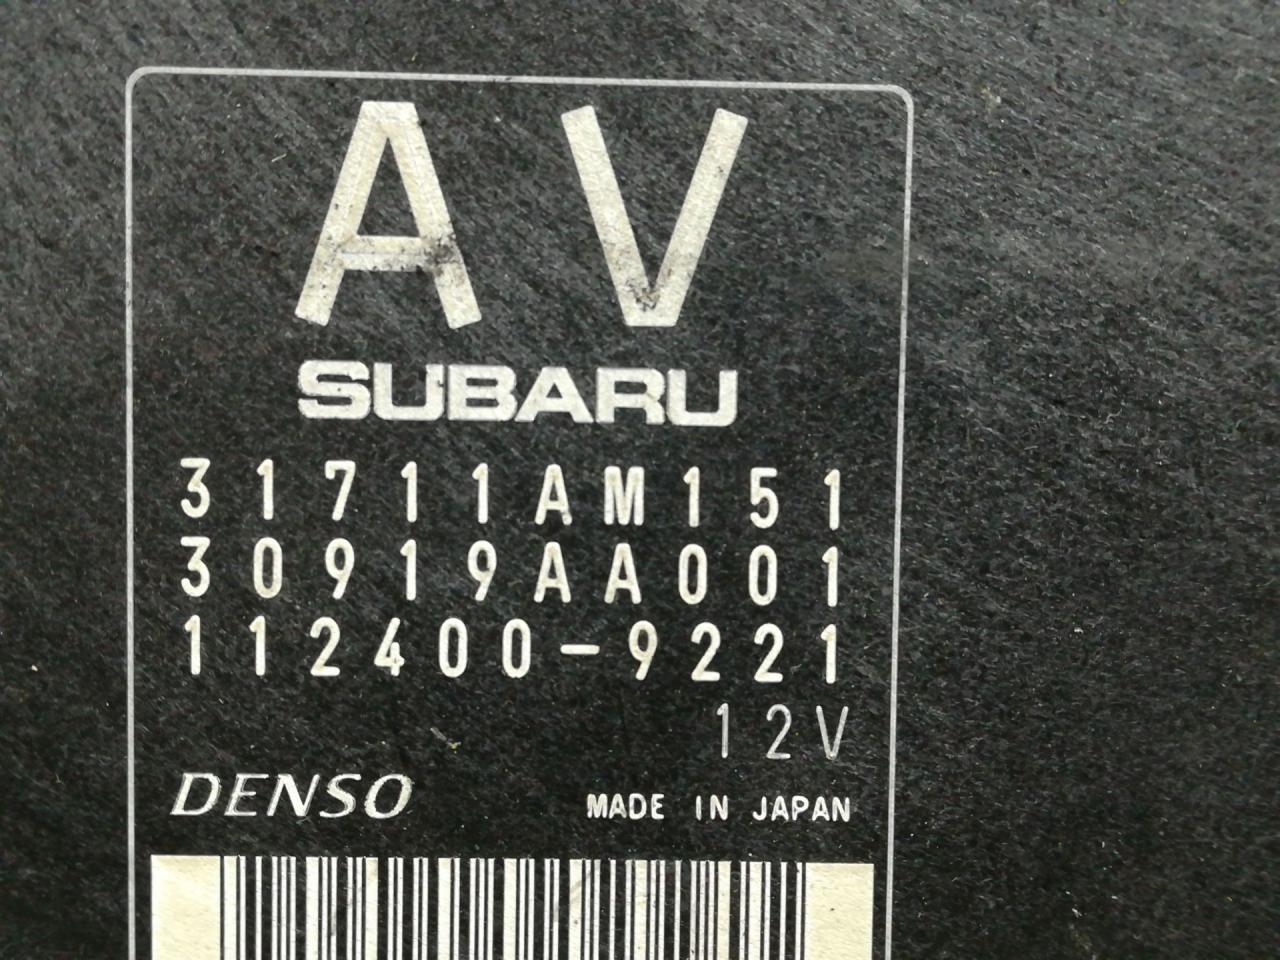 AV
SUBARU
31711AM151
30919AA001
112400-9221
12V
DENSO
MADE IN JAPAN